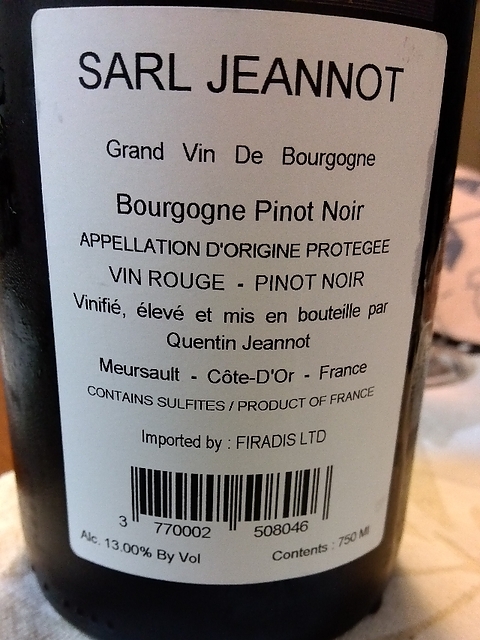 SARL JEANNOT
Grand Vin De Bourgogne
Bourgogne Pinot Noir
APPELLATION D'ORIGINE PROTEGEE
VIN ROUGE - PINOT NOIR
Vinifié, élevé et mis en bouteille par
Quentin Jeannot
Meursault - Côte-D'Or - France
CONTAINS SULFITES / PRODUCT OF FRANCE
Imported by : FIRADIS LTD
3 770002 508046
Alc. 13.00% By Vol
Contents : 750 Ml